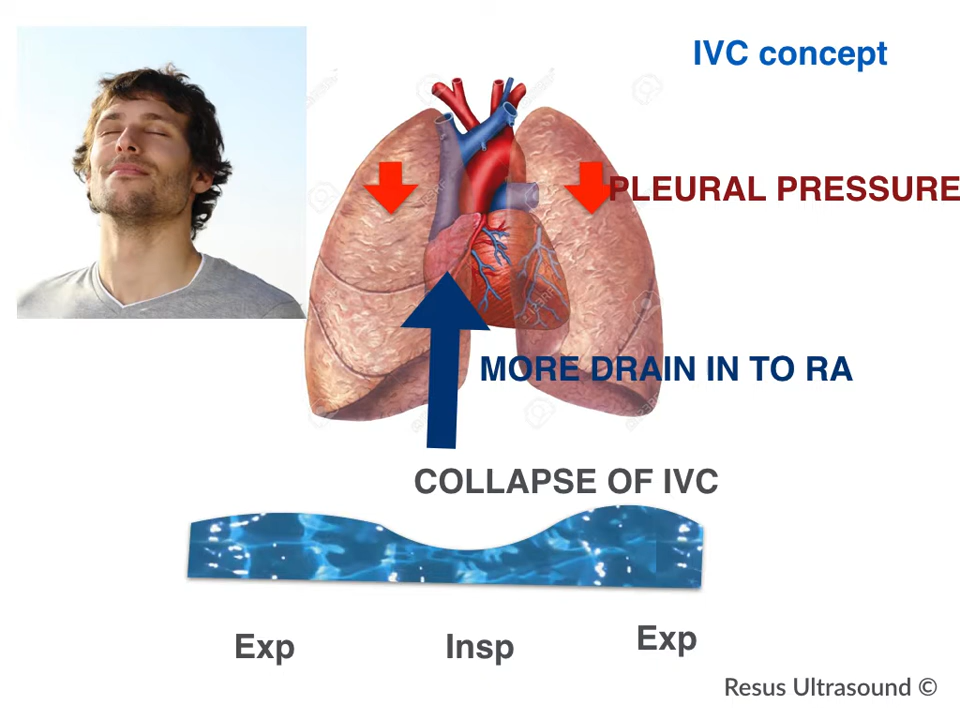 IVC concept
PLEURAL PRESSURE
MORE DRAIN IN TO RA
COLLAPSE OF IVC
Exp
Insp
Exp
Resus Ultrasound ©